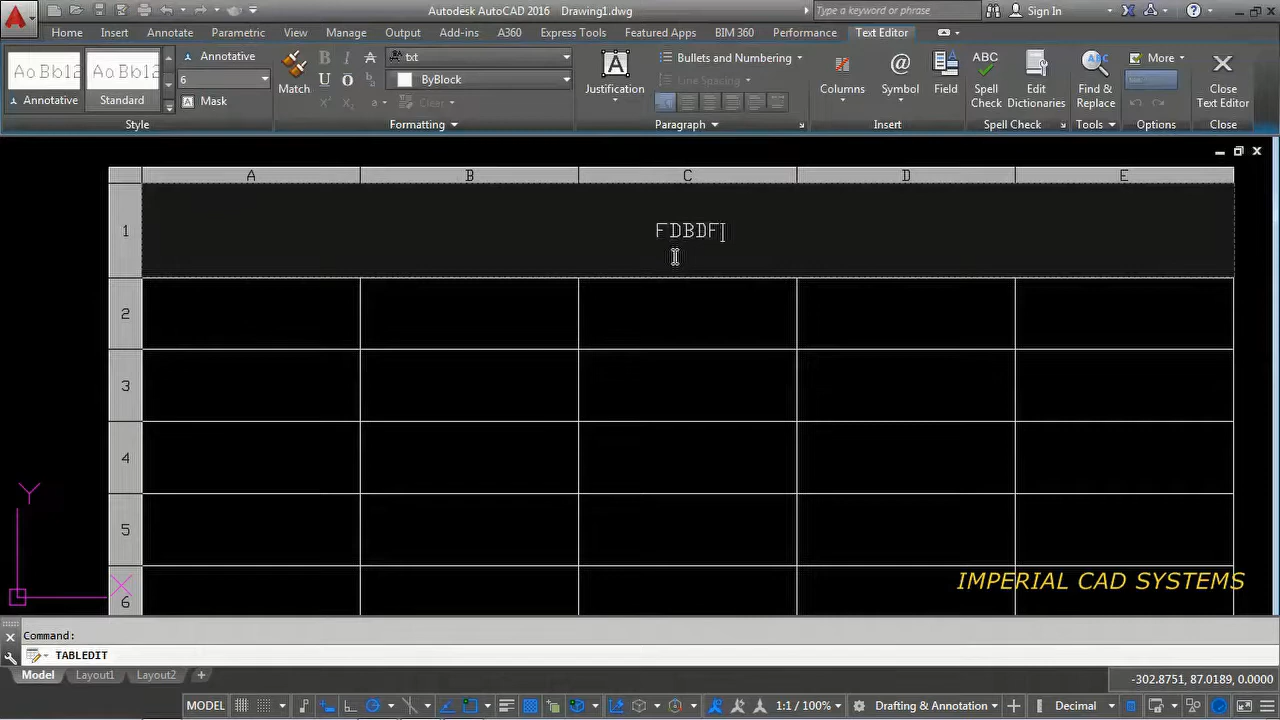 Autodesk AutoCAD 2016 Drawing1.dwg
Type a keyword or phrase
Sign In
Home Insert Annotate Parametric View Manage Output Add-ins A360 Express Tools Featured Apps BIM 360 Performance Text Editor
Annotative
Standard
Annotative
6
Mask
Style
Match
txt
ByBlock
Clear
Formatting
Justification
Bullets and Numbering
Line Spacing
Paragraph
Columns
Symbol
Field
Insert
ABC
Spell Check
Edit Dictionaries
Spell Check
Find & Replace
Tools
More
Options
Close Text Editor
Close
A B C D E
1
FDBDF
2
3
4
5
6
Y
X
IMPERIAL CAD SYSTEMS
Command:
TABLEDIT
Model Layout1 Layout2 +
-302.8751, 87.0189, 0.0000
MODEL
1:1 / 100%
Drafting & Annotation
Decimal